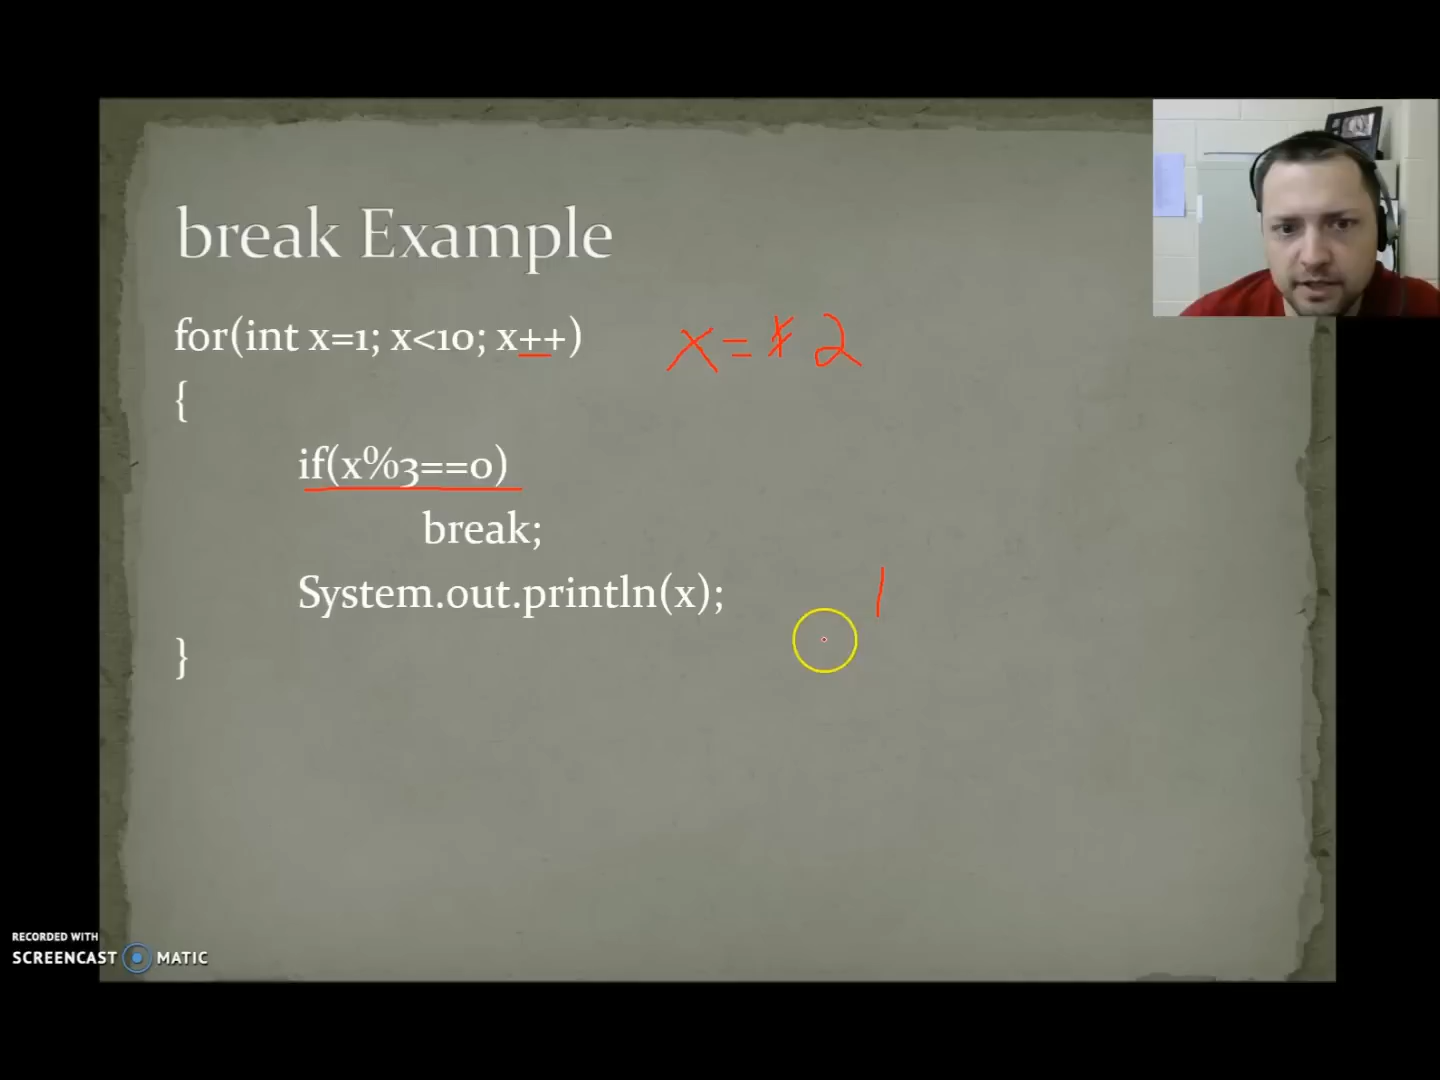 break Example
for(int x=1; x<10; x++)
x= 1 2
{
if(x%3==0)
break;
System.out.println(x);
1
}
RECORDED WITH
SCREENCAST MATIC